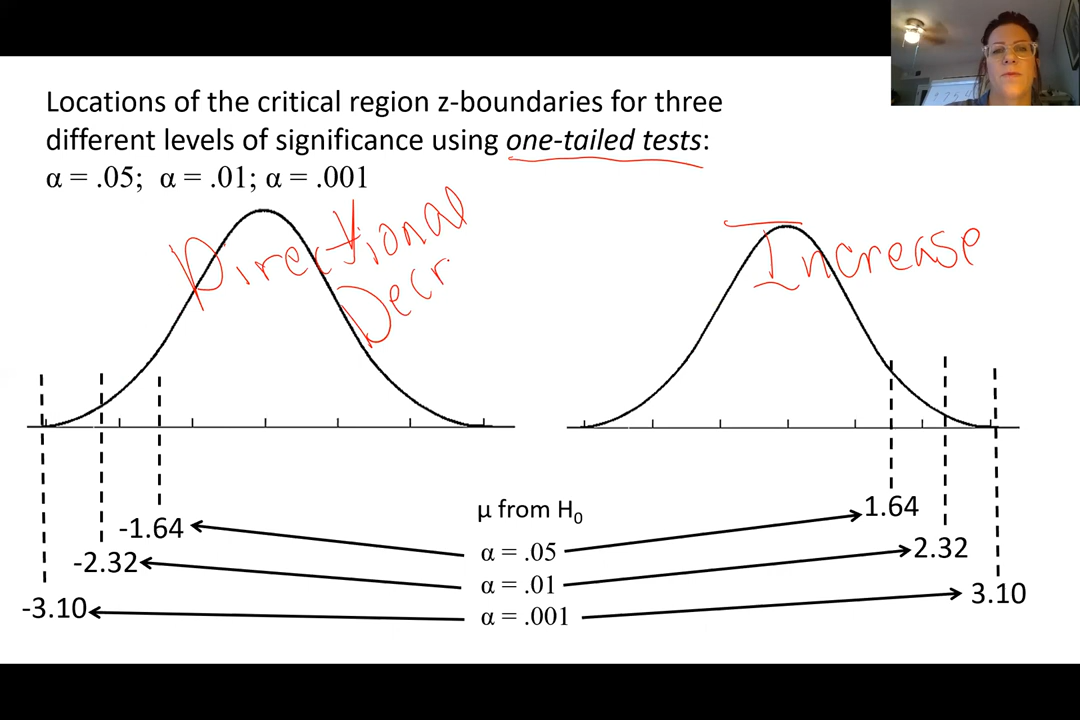 Locations of the critical region z-boundaries for three
different levels of significance using one-tailed tests:
α = .05; α = .01; α = .001
Directional
Decr
Increase
μ from H₀
α = .05
α = .01
α = .001
-1.64
-2.32
-3.10
1.64
2.32
3.10